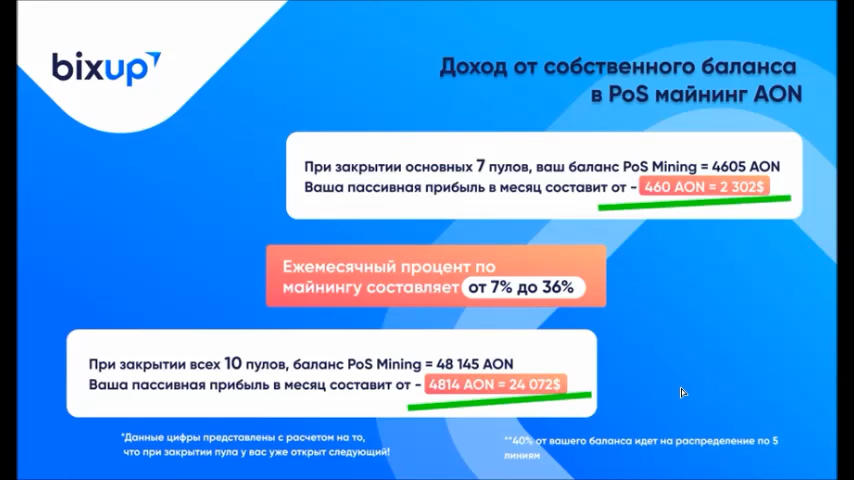 bixup
Доход от собственного баланса
в PoS майнинг AON
При закрытии основных 7 пулов, ваш баланс PoS Mining = 4605 AON
Ваша пассивная прибыль в месяц составит от - 460 AON = 2 302$
Ежемесячный процент по
майнингу составляет от 7% до 36%
При закрытии всех 10 пулов, баланс PoS Mining = 48 145 AON
Ваша пассивная прибыль в месяц составит от - 4814 AON = 24 072$
*Данные цифры представлены с расчетом на то,
что при закрытии пула у вас уже открыт следующий!
**40% от вашего баланса идет на распределение по 5
линиям